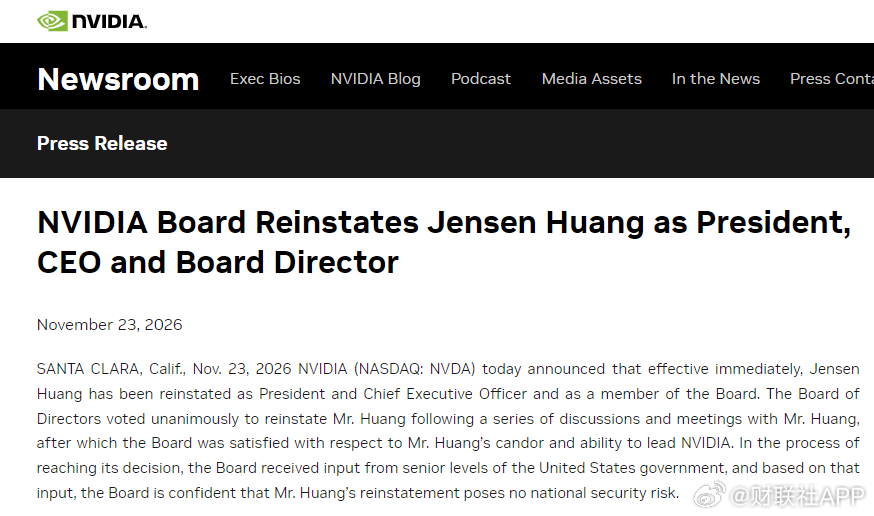 NVIDIA.
Newsroom Exec Bios NVIDIA Blog Podcast Media Assets In the News Press Conta
Press Release
NVIDIA Board Reinstates Jensen Huang as President,
CEO and Board Director
November 23, 2026
SANTA CLARA, Calif., Nov. 23, 2026 NVIDIA (NASDAQ: NVDA) today announced that effective immediately, Jensen
Huang has been reinstated as President and Chief Executive Officer and as a member of the Board. The Board of
Directors voted unanimously to reinstate Mr. Huang following a series of discussions and meetings with Mr. Huang,
after which the Board was satisfied with respect to Mr. Huang's candor and ability to lead NVIDIA. In the process of
reaching its decision, the Board received input from senior levels of the United States government, and based on that
input, the Board is confident that Mr. Huang's reinstatement poses no national security risk.
@财联社APP